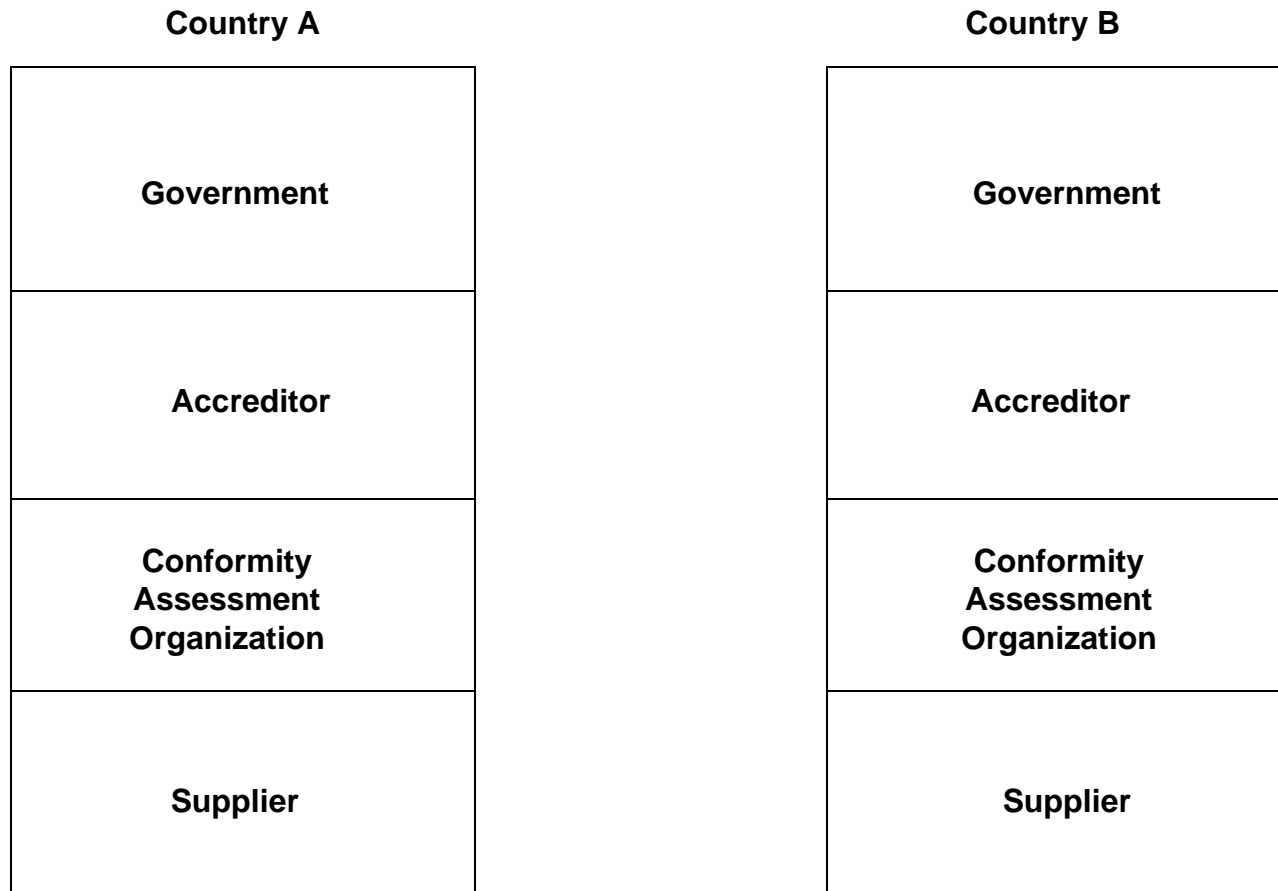 Country A
Government
Accreditor
Conformity
Assessment
Organization
Supplier
Country B
Government
Accreditor
Conformity
Assessment
Organization
Supplier